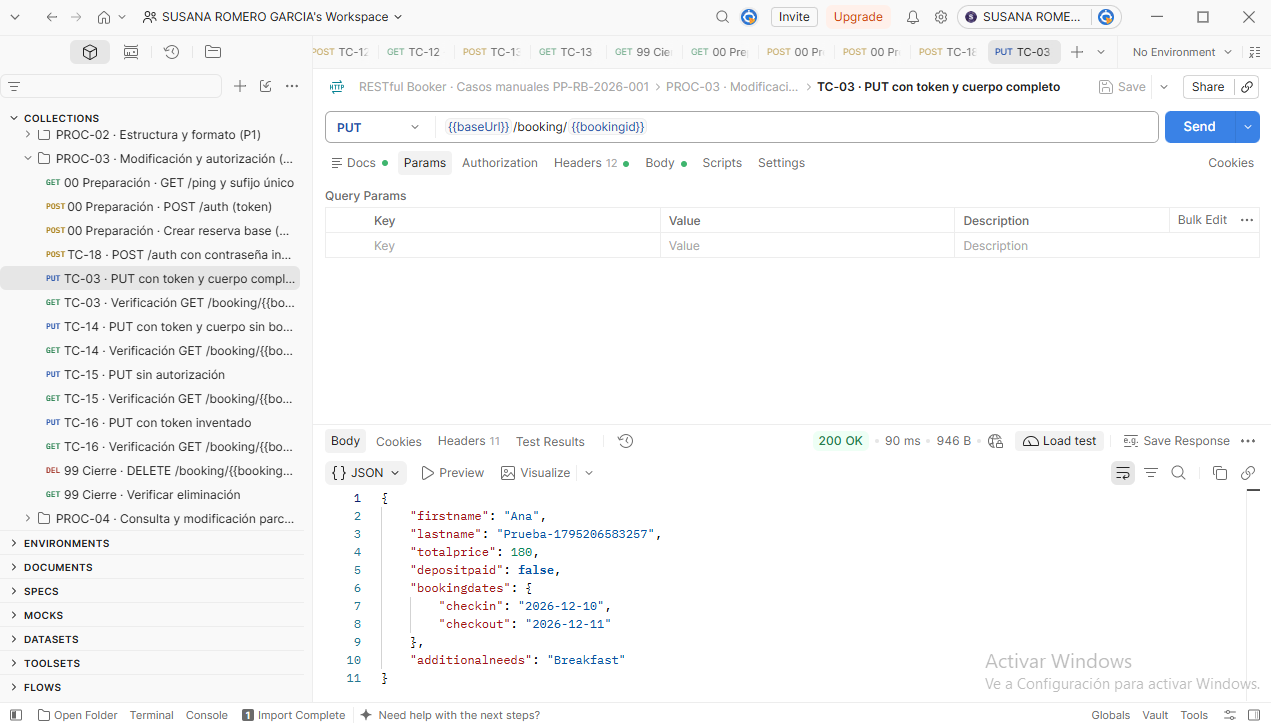 SUSANA ROMERO GARCIA's Workspace
Invite
Upgrade
SUSANA ROME...
POST TC-12
GET TC-12
POST TC-13
GET TC-13
GET 99 Cie
GET 00 Pre
POST 00 Pr
POST 00 Pr
POST TC-18
PUT TC-03
No Environment
RESTful Booker · Casos manuales PP-RB-2026-001 > PROC-03 · Modificaci... > TC-03 · PUT con token y cuerpo completo
Save
Share
COLLECTIONS
PROC-02 · Estructura y formato (P1)
PROC-03 · Modificación y autorización (...
GET 00 Preparación · GET /ping y sufijo único
POST 00 Preparación · POST /auth (token)
POST 00 Preparación · Crear reserva base (...
POST TC-18 · POST /auth con contraseña in...
PUT TC-03 · PUT con token y cuerpo compl...
GET TC-03 · Verificación GET /booking/{{bo...
PUT TC-14 · PUT con token y cuerpo sin bo...
GET TC-14 · Verificación GET /booking/{{bo...
PUT TC-15 · PUT sin autorización
GET TC-15 · Verificación GET /booking/{{bo...
PUT TC-16 · PUT con token inventado
GET TC-16 · Verificación GET /booking/{{bo...
DEL 99 Cierre · DELETE /booking/{{booking...
GET 99 Cierre · Verificar eliminación
PROC-04 · Consulta y modificación parc...
ENVIRONMENTS
DOCUMENTS
SPECS
MOCKS
DATASETS
TOOLSETS
FLOWS
HTTP
PUT
{{baseUrl}} /booking/ {{bookingid}}
Send
Docs
Params
Authorization
Headers 12
Body
Scripts
Settings
Cookies
Query Params
Key Value Description Bulk Edit
Key Value Description
Body Cookies Headers 11 Test Results
200 OK • 90 ms • 946 B
Load test
e.g. Save Response
{} JSON
Preview
Visualize
1 {
2 "firstname": "Ana",
3 "lastname": "Prueba-1795206583257",
4 "totalprice": 180,
5 "depositpaid": false,
6 "bookingdates": {
7 "checkin": "2026-12-10",
8 "checkout": "2026-12-11"
9 },
10 "additionalneeds": "Breakfast"
11 }
Activar Windows
Ve a Configuración para activar Windows.
Open Folder
Terminal
Console
1 Import Complete
Need help with the next steps?
Globals
Vault
Tools